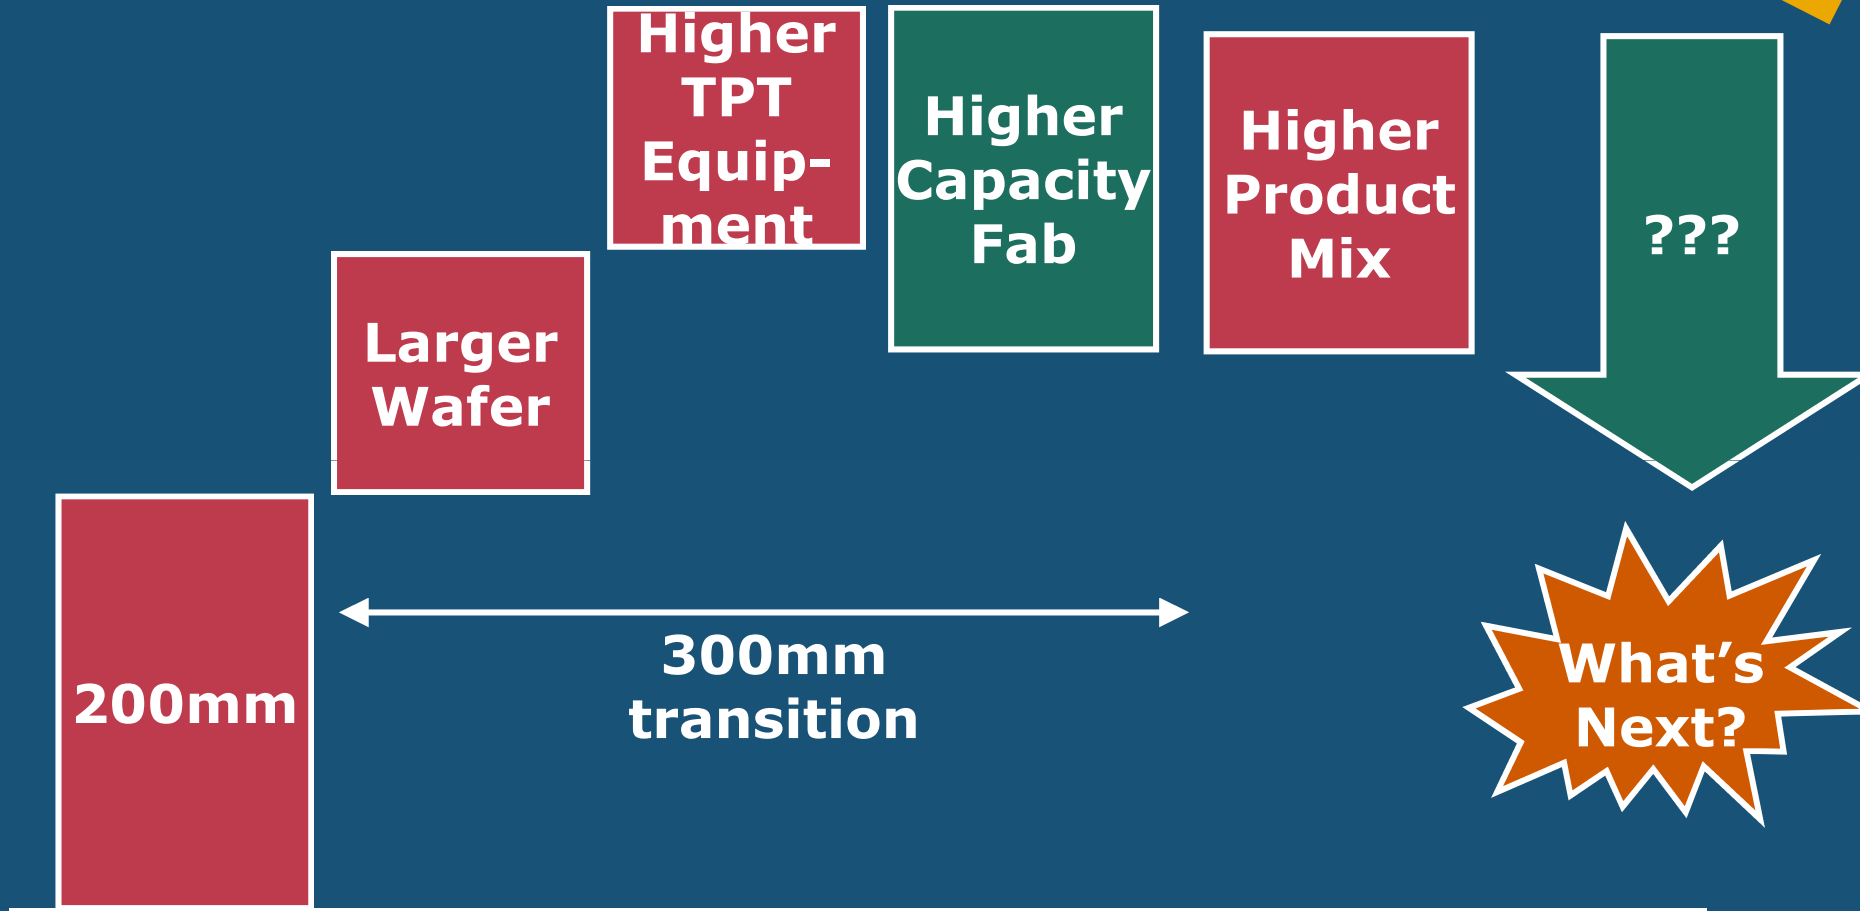 Higher
TPT
Equip-
ment
Higher
Capacity
Fab
Higher
Product
Mix
???
Larger
Wafer
200mm
300mm
transition
What’s
Next?